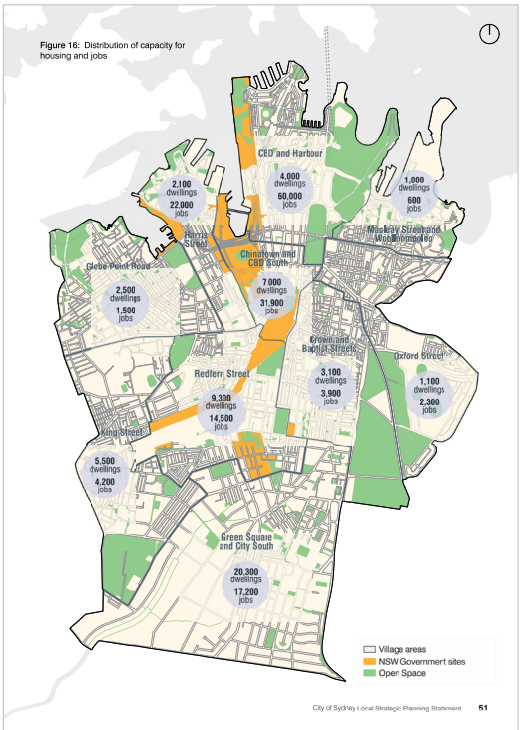 Figure 16: Distribution of capacity for
housing and jobs
CBD and Harbour
4,000
dwellings
60,000
jobs
2,100
dwellings
22,000
jobs
Harris
Street
1,000
dwellings
600
jobs
Macleay Street and
Woolloomooloo
Chinatown and
CBD South
7 000
dwellings
31,900
jobs
Glebe Point Road
2,500
dwellings
1,500
jobs
Crown and
Baptist Streets
3,100
dwellings
3,900
jobs
Oxford Street
1,100
dwellings
2,300
jobs
Redfern Street
9,300
dwellings
14,500
jobs
King Street
5,500
dwellings
4,200
jobs
Green Square
and City South
20,300
dwellings
17,200
jobs
Village areas
NSW Government sites
Open Space
City of Sydney Local Strategic Planning Statement 51